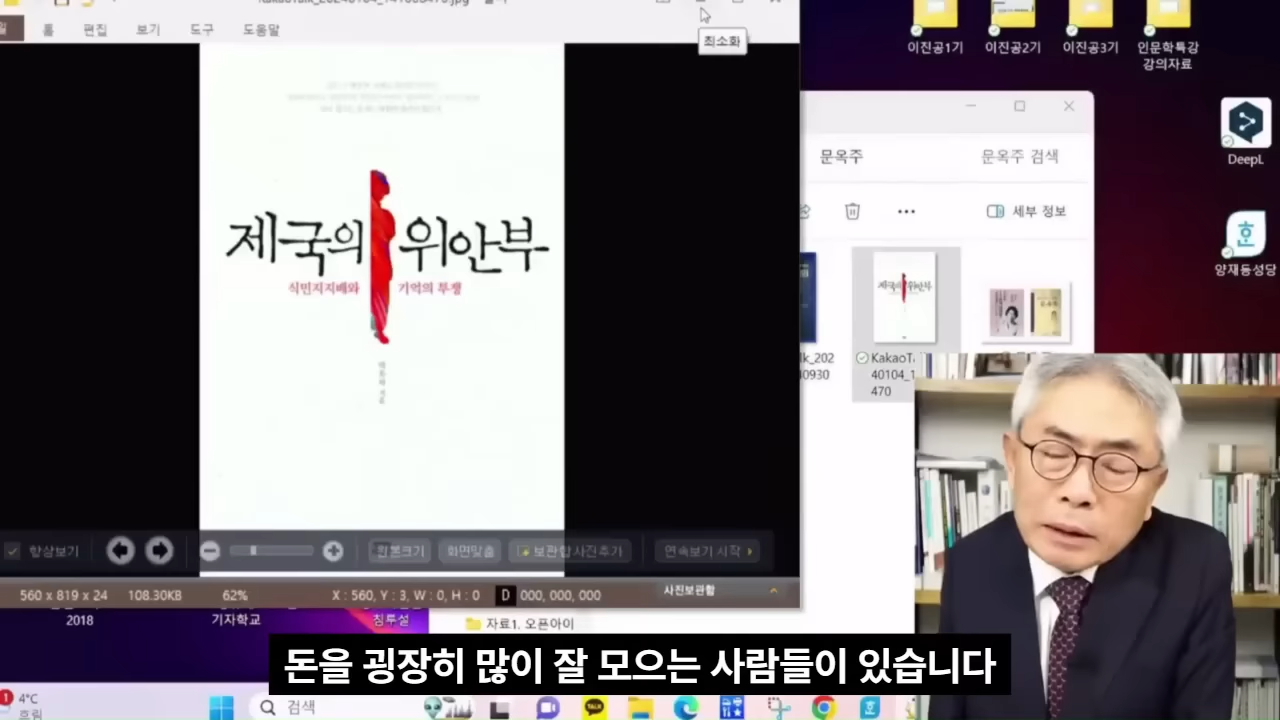 최소화
홈 편집 보기 도구 도움말
이진공1기 이진공2기 이진공3기 인문학특강
강의자료
문옥주 문옥주 검색
DeepL
세부 정보
양재동성당
제국의 위안부
식민지지배와 기억의 투쟁
KakaoT
40104_1
470
lk_202
40930
항상보기 원본크기 화면맞춤 보관함 사진추가 연속보기 시작
560 x 819 x 24 108.30KB 62% X : 560, Y : 3, W : 0, H : 0 D 000, 000, 000 사진보관함
2018 기자학교 침투설 자료1. 오픈아이
돈을 굉장히 많이 잘 모으는 사람들이 있습니다
1 4°C
흐림
검색
TALK